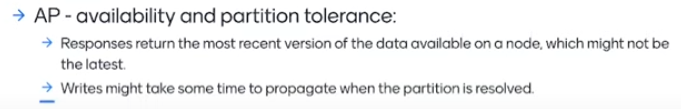 → AP - availability and partition tolerance:
→ Responses return the most recent version of the data available on a node, which might not be
the latest.
→ Writes might take some time to propagate when the partition is resolved.